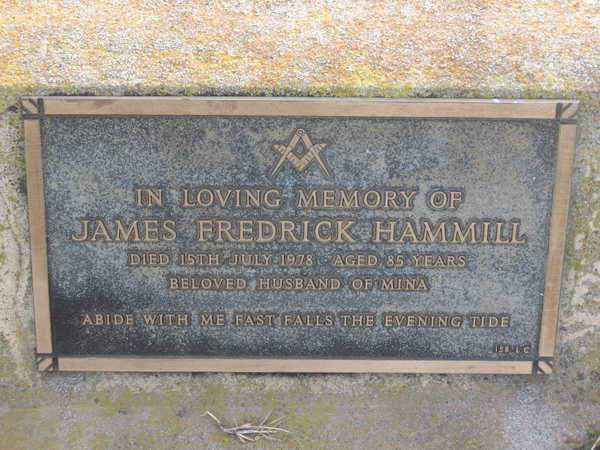 IN LOVING MEMORY OF
JAMES FREDRICK HAMMILL
DIED 15TH JULY 1978 AGED 85 YEARS
BELOVED HUSBAND OF MINA
ABIDE WITH ME FAST FALLS THE EVENING TIDE
158 L C